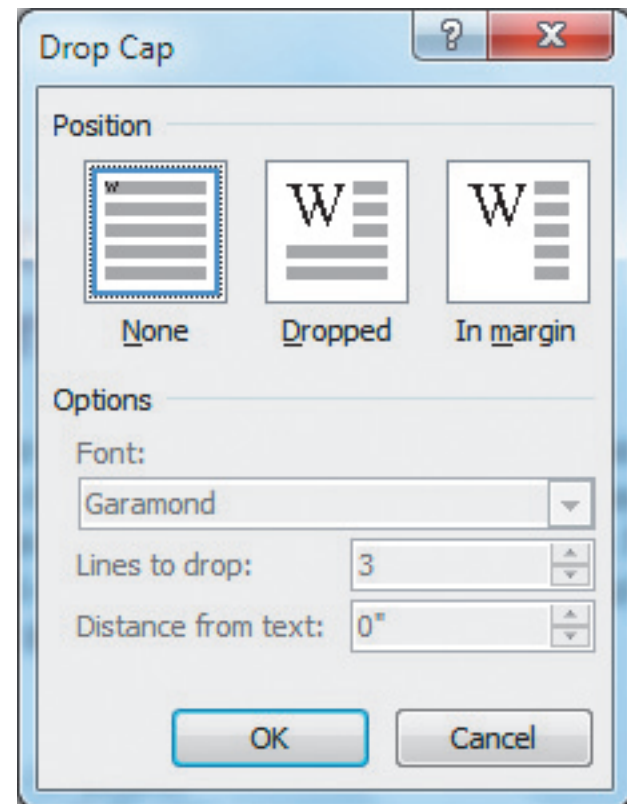 Drop Cap
Position
W W W
None Dropped In margin
Options
Font:
Garamond
Lines to drop: 3
Distance from text: 0"
OK Cancel